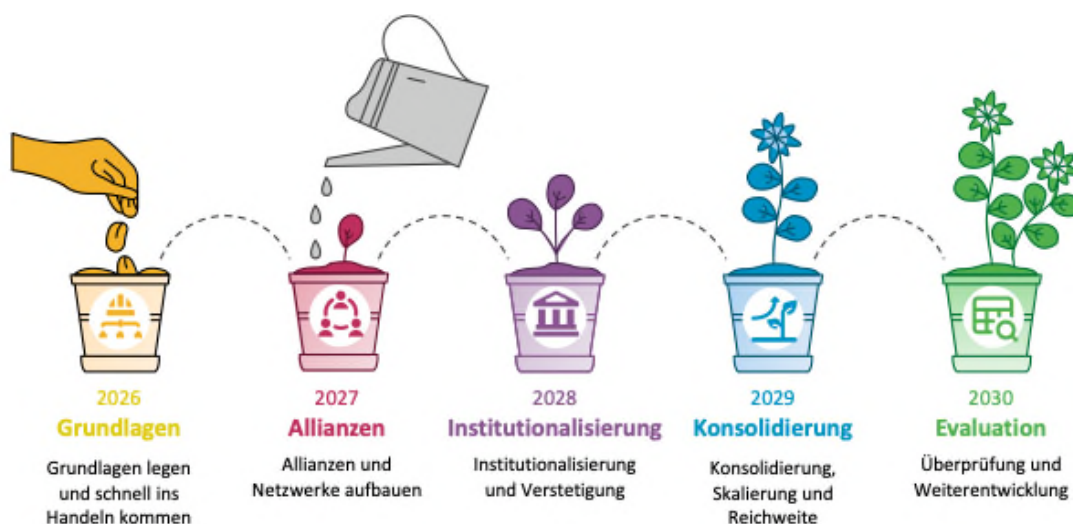 2026
Grundlagen
Grundlagen legen
und schnell ins
Handeln kommen
2027
Allianzen
Allianzen und
Netzwerke aufbauen
2028
Institutionalisierung
Institutionalisierung
und Verstetigung
2029
Konsolidierung
Konsolidierung,
Skalierung und
Reichweite
2030
Evaluation
Überprüfung und
Weiterentwicklung